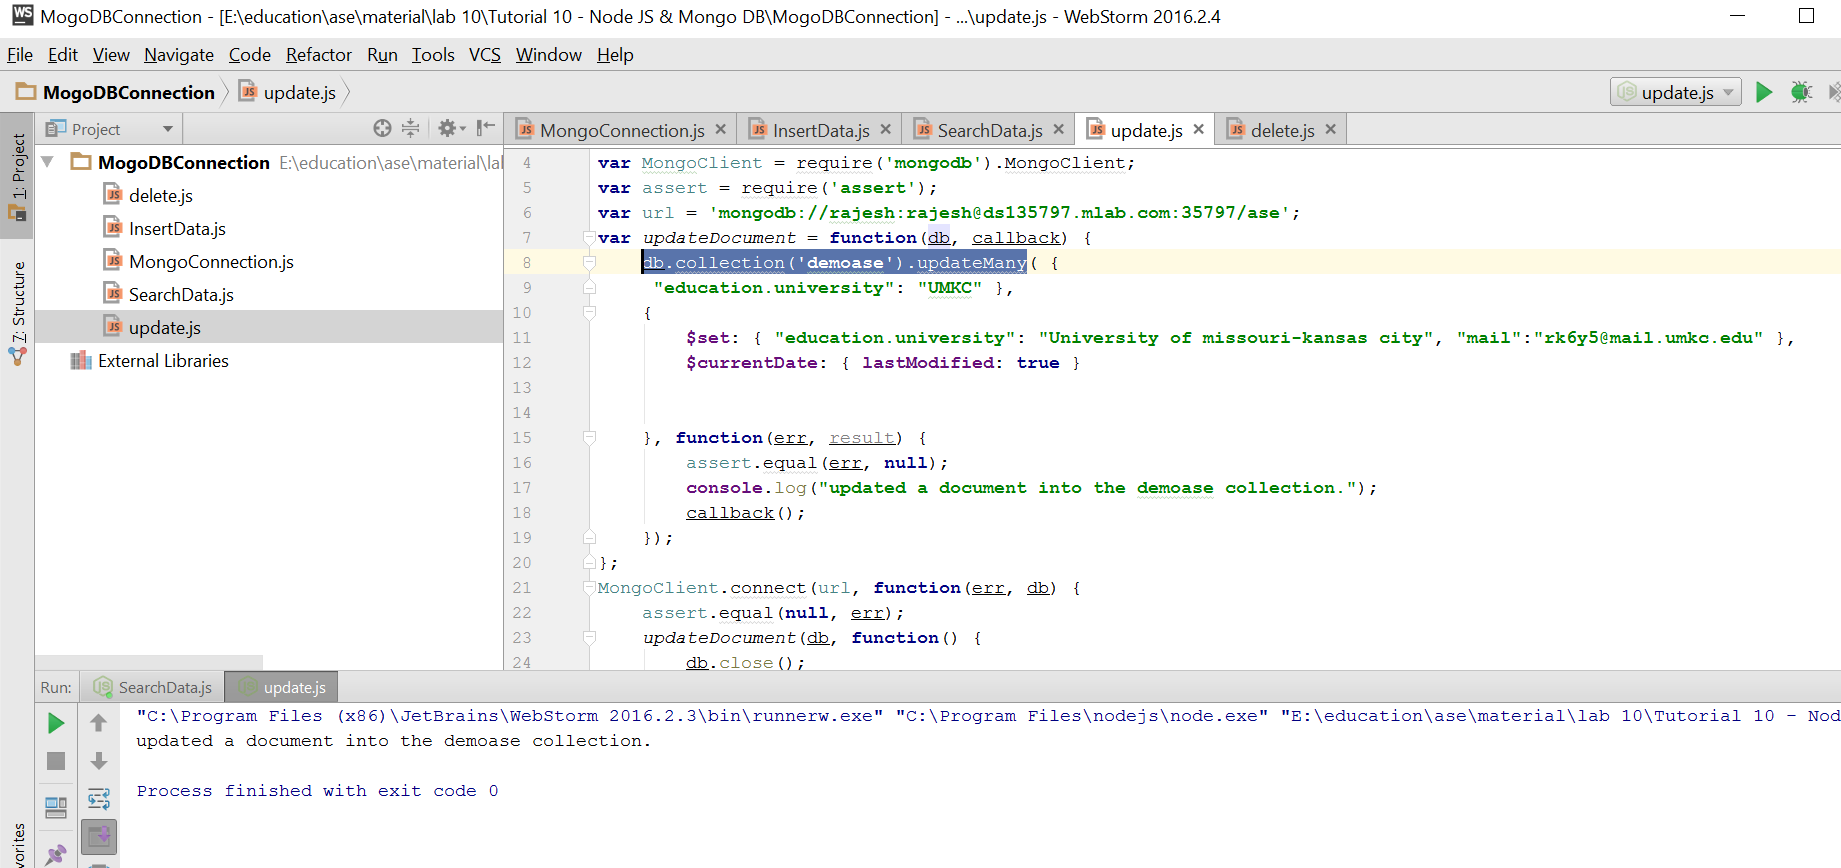 WS MogoDBConnection - [E:\education\ase\material\lab 10\Tutorial 10 - Node JS & Mongo DB\MogoDBConnection] - ...\update.js - WebStorm 2016.2.4
File Edit View Navigate Code Refactor Run Tools VCS Window Help
MogoDBConnection update.js update.js
1: Project
7: Structure
vorites
Project
MogoDBConnection E:\education\ase\material\lal
delete.js
InsertData.js
MongoConnection.js
SearchData.js
update.js
External Libraries
MongoConnection.js InsertData.js SearchData.js update.js delete.js
4 var MongoClient = require('mongodb').MongoClient;
5 var assert = require('assert');
6 var url = 'mongodb://rajesh:rajesh@ds135797.mlab.com:35797/ase';
7 var updateDocument = function(db, callback) {
8 db.collection('demoase').updateMany( {
9 "education.university": "UMKC" },
10 {
11 $set: { "education.university": "University of missouri-kansas city", "mail":"rk6y5@mail.umkc.edu" },
12 $currentDate: { lastModified: true }
13
14
15 }, function(err, result) {
16 assert.equal(err, null);
17 console.log("updated a document into the demoase collection.");
18 callback();
19 });
20 };
21 MongoClient.connect(url, function(err, db) {
22 assert.equal(null, err);
23 updateDocument(db, function() {
24 db.close();
Run: SearchData.js update.js
"C:\Program Files (x86)\JetBrains\WebStorm 2016.2.3\bin\runnerw.exe" "C:\Program Files\nodejs\node.exe" "E:\education\ase\material\lab 10\Tutorial 10 - Nod
updated a document into the demoase collection.
Process finished with exit code 0